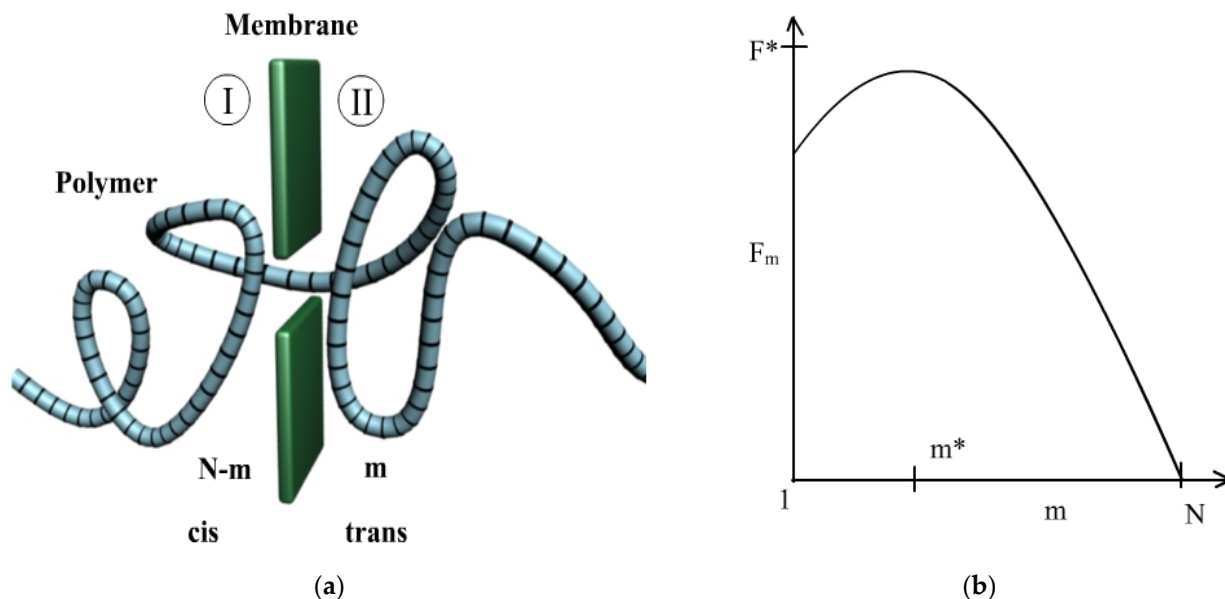 Membrane
I II
Polymer
N-m m
cis trans
(a)
F*
Fm
m*
1
m
N
(b)